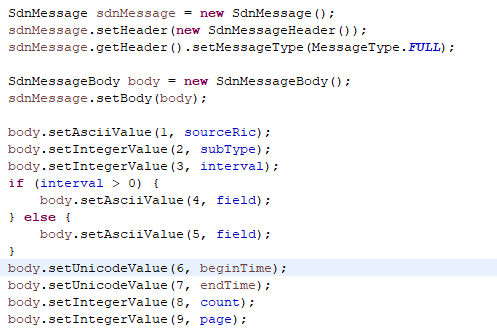 SdnMessage sdnMessage = new SdnMessage();
sdnMessage.setHeader(new SdnMessageHeader());
sdnMessage.getHeader().setMessageType(MessageType.FULL);
SdnMessageBody body = new SdnMessageBody();
sdnMessage.setBody(body);
body.setAsciiValue(1, sourceRic);
body.setIntegerValue(2, subType);
body.setIntegerValue(3, interval);
if (interval > 0) {
    body.setAsciiValue(4, field);
} else {
    body.setAsciiValue(5, field);
}
body.setUnicodeValue(6, beginTime);
body.setUnicodeValue(7, endTime);
body.setIntegerValue(8, count);
body.setIntegerValue(9, page);